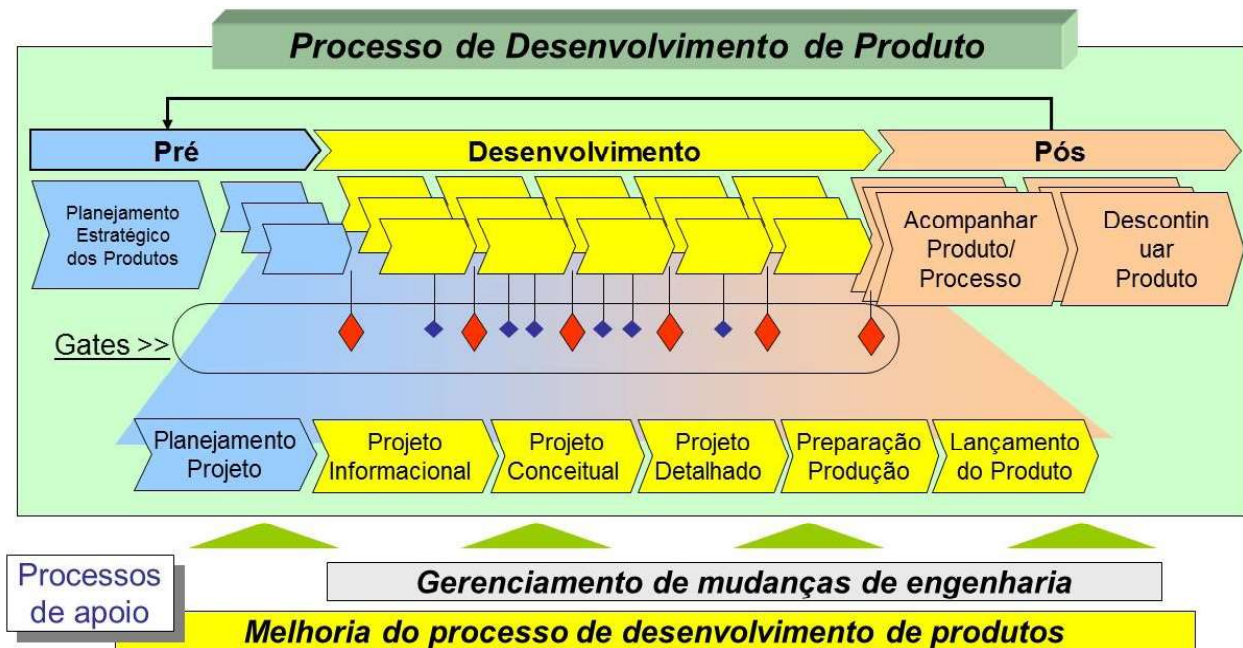 Processo de Desenvolvimento de Produto
Pré
Desenvolvimento
Pós
Planejamento
Estratégico
dos Produtos
Acompanhar
Produto/
Processo
Descontin
uar
Produto
Gates >>
Planejamento
Projeto
Projeto
Informacional
Projeto
Conceitual
Projeto
Detalhado
Preparação
Produção
Lançamento
do Produto
Processos
de apoio
Gerenciamento de mudanças de engenharia
Melhoria do processo de desenvolvimento de produtos